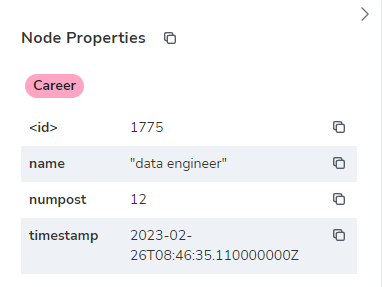 Node Properties
Career
<id> 1775
name "data engineer"
numpost 12
timestamp 2023-02-
26T08:46:35.110000000Z